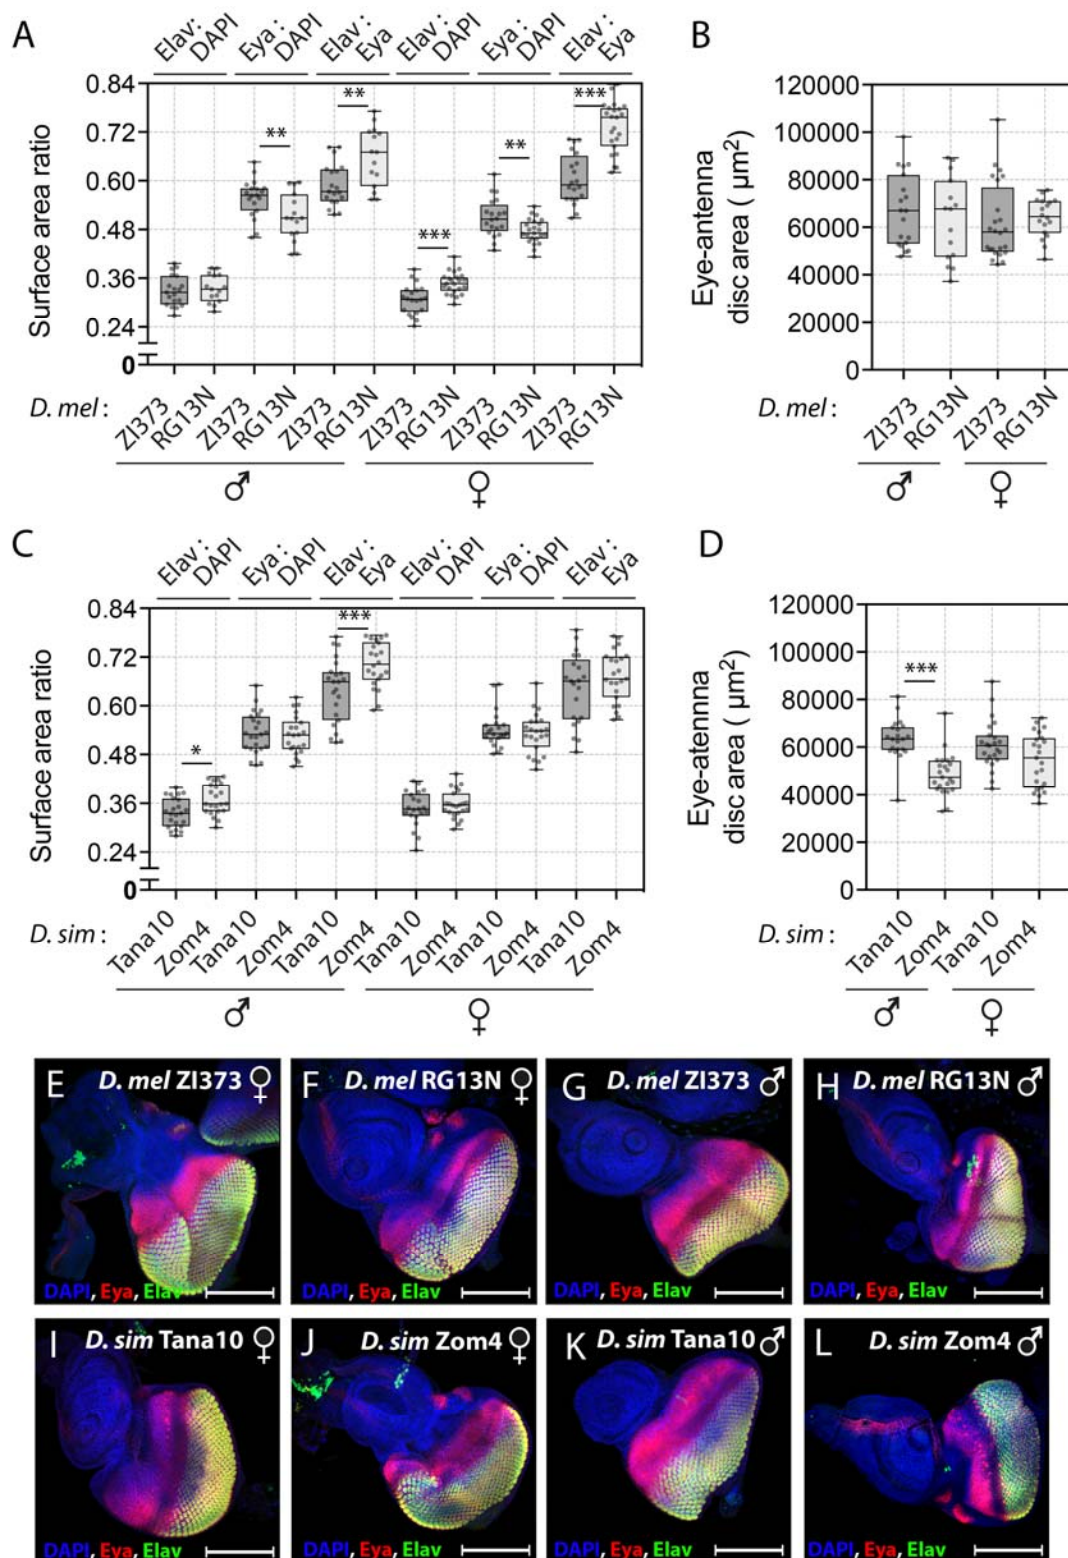 A
Elav: DAPI Eya: DAPI Elav: Eya Elav: DAPI Eya: DAPI Elav: Eya
Surface area ratio
0.84
0.72
0.60
0.48
0.36
0.24
0
** ** *** ** ***
D. mel: ZI373 RG13N ZI373 RG13N ZI373 RG13N ZI373 RG13N ZI373 RG13N ZI373 RG13N
♂ ♀
B
Eye-antenna
disc area ( µm²)
120000
100000
80000
60000
40000
20000
0
ZI373 RG13N ZI373 RG13N
♂ ♀
C
Elav: DAPI Eya: DAPI Elav: Eya Elav: DAPI Eya: DAPI Elav: Eya
Surface area ratio
0.84
0.72
0.60
0.48
0.36
0.24
0
* ***
D. sim: Tana10 Zom4 Tana10 Zom4 Tana10 Zom4 Tana10 Zom4 Tana10 Zom4 Tana10 Zom4
♂ ♀
D
Eye-atennna
disc area ( µm²)
120000
100000
80000
60000
40000
20000
0
***
D. sim: Tana10 Zom4 Tana10 Zom4
♂ ♀
E D. mel ZI373 ♀
DAPI, Eya, Elav
F D. mel RG13N ♀
DAPI, Eya, Elav
G D. mel ZI373 ♂
DAPI, Eya, Elav
H D. mel RG13N ♂
DAPI, Eya, Elav
I D. sim Tana10 ♀
DAPI, Eya, Elav
J D. sim Zom4 ♀
DAPI, Eya, Elav
K D. sim Tana10 ♂
DAPI, Eya, Elav
L D. sim Zom4 ♂
DAPI, Eya, Elav